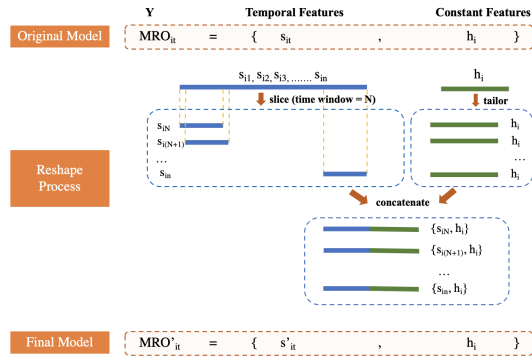 Y Temporal Features Constant Features
Original Model MRO_it = { s_it , h_i }
s_i1, s_i2, s_i3, ....... s_in h_i
slice (time window = N) tailor
s_iN h_i
s_i(N+1) h_i
... ...
s_in h_i
Reshape
Process
concatenate
{s_iN, h_i}
{s_i(N+1), h_i}
...
{s_in, h_i}
Final Model MRO'_it = { s'_it , h_i }